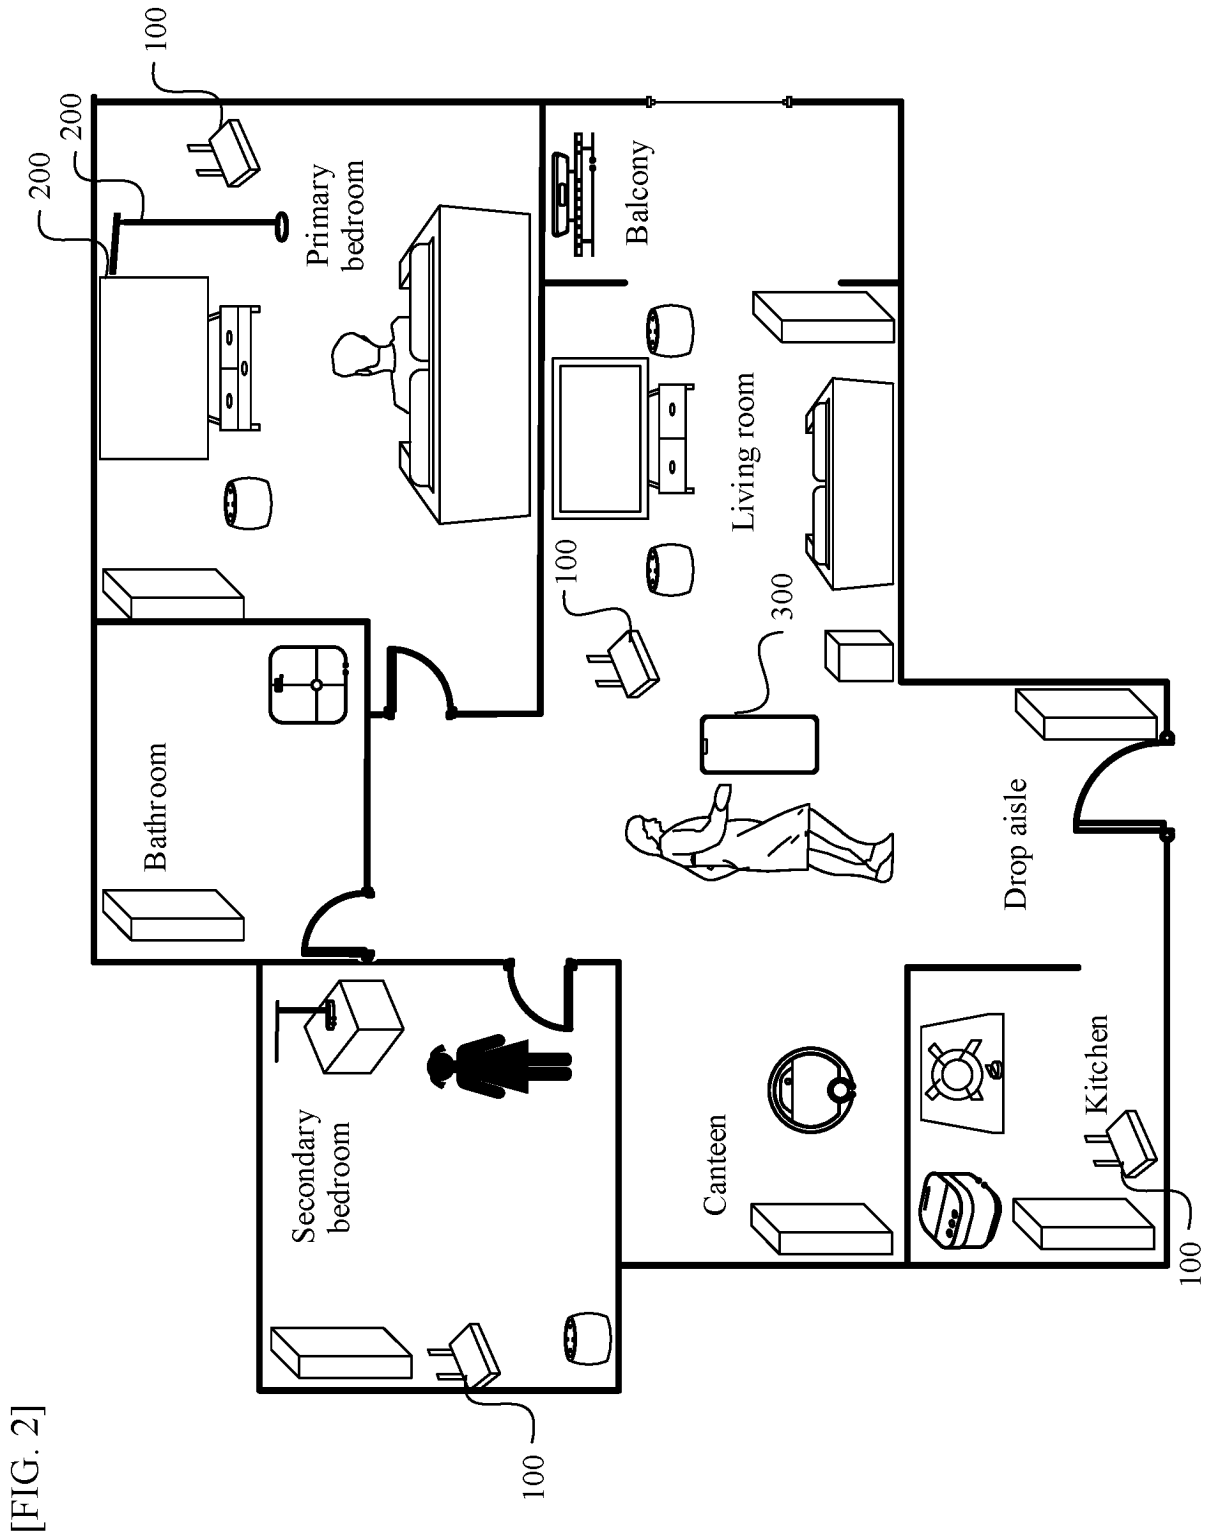 [FIG. 2]
200
200
100
Bathroom
Secondary
bedroom
Primary
bedroom
100
100
Balcony
Canteen
Living room
300
Drop aisle
Kitchen
100